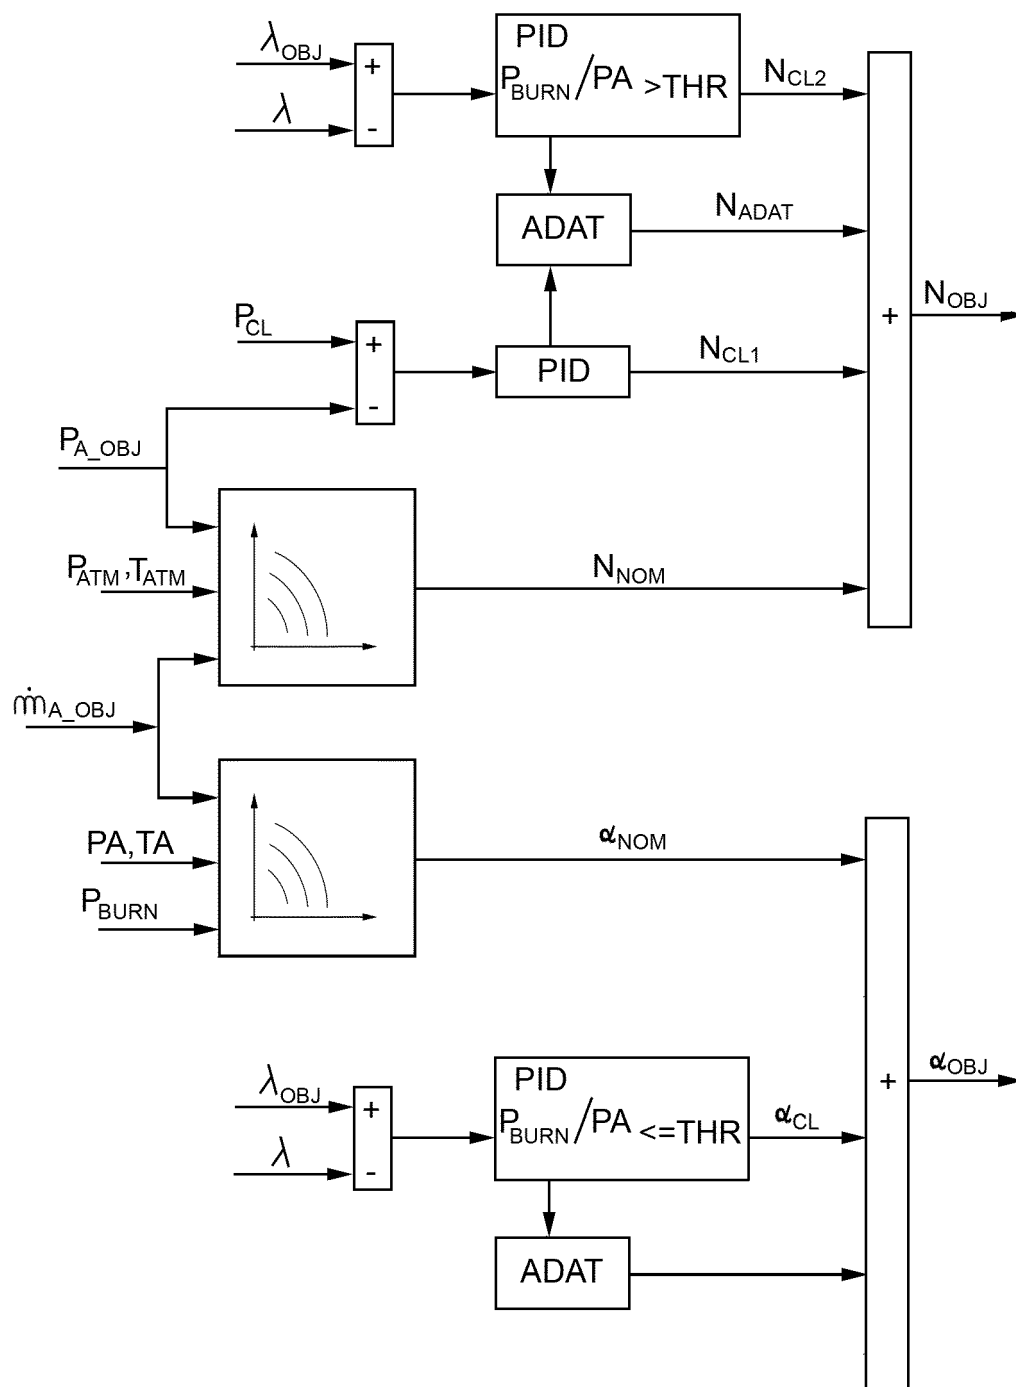 λOBJ
+
λ
-
PID
PBURN/PA >THR
NCL2
ADAT
NADAT
PCL
+
-
PID
NCL1
+
NOBJ
PA_OBJ
PATM,TATM
NNOM
ṁA_OBJ
PA,TA
PBURN
αNOM
λOBJ
+
λ
-
PID
PBURN/PA <=THR
αCL
+
αOBJ
ADAT